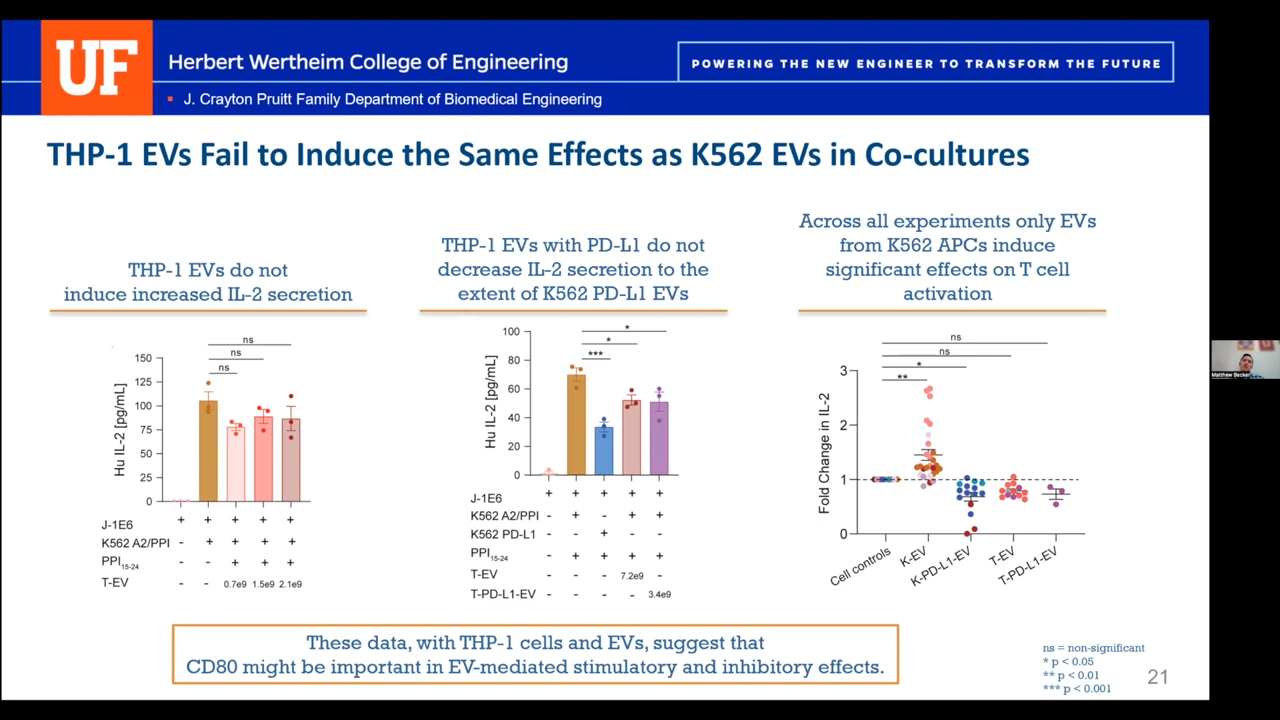 UF
Herbert Wertheim College of Engineering
POWERING THE NEW ENGINEER TO TRANSFORM THE FUTURE
J. Crayton Pruitt Family Department of Biomedical Engineering
THP-1 EVs Fail to Induce the Same Effects as K562 EVs in Co-cultures
THP-1 EVs do not
induce increased IL-2 secretion
Hu IL-2 [pg/mL]
150
125
100
75
50
25
0
ns
ns
ns
J-1E6 + + + + +
K562 A2/PPI - + + + +
PPI15-24 - - + + +
T-EV - - 0.7e9 1.5e9 2.1e9
THP-1 EVs with PD-L1 do not
decrease IL-2 secretion to the
extent of K562 PD-L1 EVs
Hu IL-2 [pg/mL]
100
80
60
40
20
0
*
*
***
J-1E6 + + + + +
K562 A2/PPI - + - + +
K562 PD-L1 - - + - -
PPI15-24 - + + + +
T-EV - - - 7.2e9 -
T-PD-L1-EV - - - - 3.4e9
Across all experiments only EVs
from K562 APCs induce
significant effects on T cell
activation
Fold Change in IL-2
3
2
1
0
ns
ns
*
**
Cell controls
K-EV
K-PD-L1-EV
T-EV
T-PD-L1-EV
These data, with THP-1 cells and EVs, suggest that
CD80 might be important in EV-mediated stimulatory and inhibitory effects.
ns = non-significant
* p < 0.05
** p < 0.01
*** p < 0.001
21
Matthew Becker